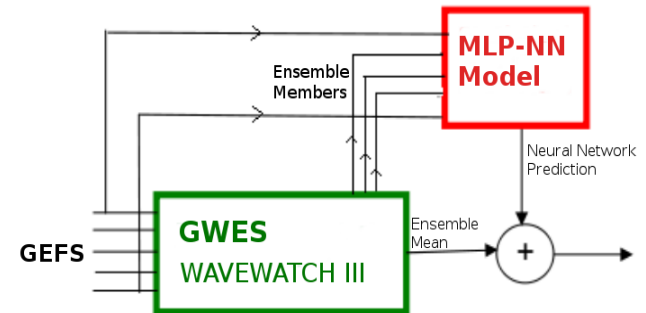 MLP-NN
Model
Ensemble
Members
Neural Network
Prediction
GWES
WAVEWATCH III
Ensemble
Mean
GEFS
+